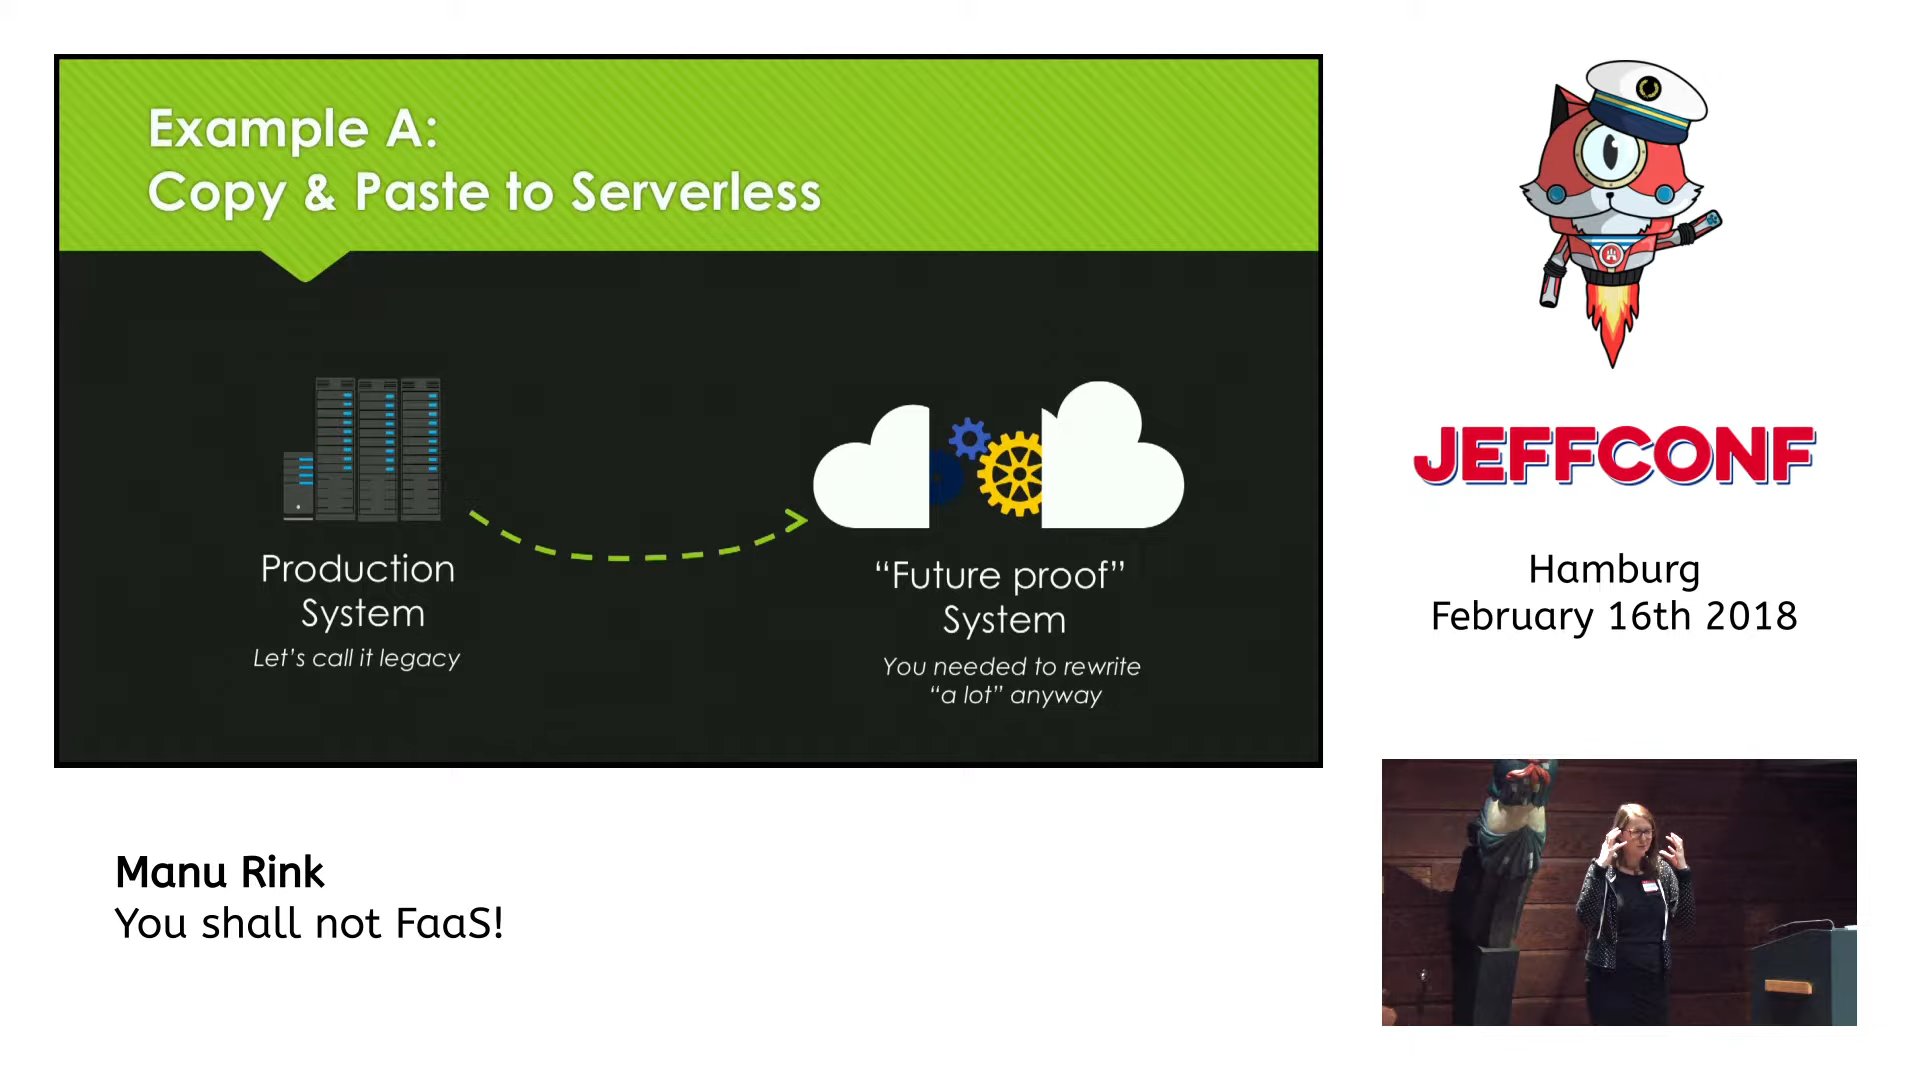 Example A:
Copy & Paste to Serverless
Production
System
Let's call it legacy
“Future proof”
System
You needed to rewrite
“a lot” anyway
JEFFCONF
Hamburg
February 16th 2018
Manu Rink
You shall not FaaS!